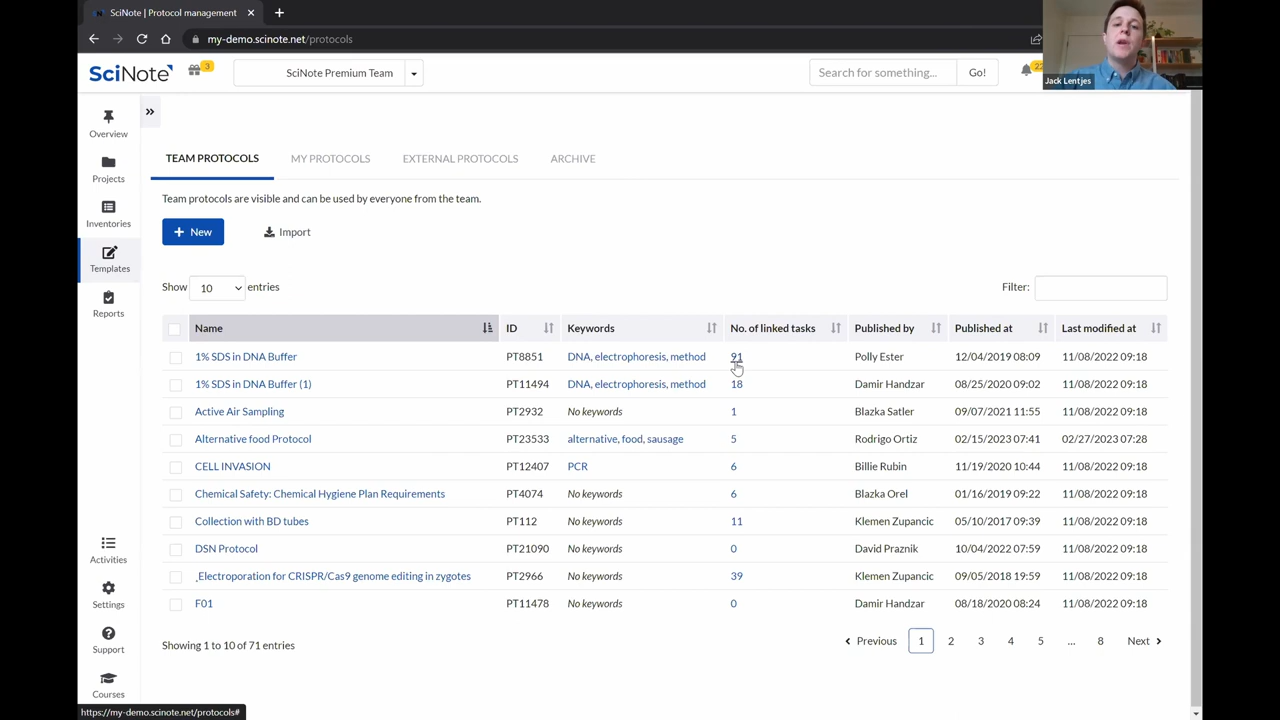 SciNote | Protocol management
my-demo.scinote.net/protocols
SciNote
3
SciNote Premium Team
Search for something...
Go!
22
Jack Lentjes
Overview
Projects
Inventories
Templates
Reports
Activities
Settings
Support
Courses
TEAM PROTOCOLS MY PROTOCOLS EXTERNAL PROTOCOLS ARCHIVE
Team protocols are visible and can be used by everyone from the team.
+ New Import
Show 10 entries Filter:
Name ID Keywords No. of linked tasks Published by Published at Last modified at
1% SDS in DNA Buffer PT8851 DNA, electrophoresis, method 91 Polly Ester 12/04/2019 08:09 11/08/2022 09:18
1% SDS in DNA Buffer (1) PT11494 DNA, electrophoresis, method 18 Damir Handzar 08/25/2020 09:02 11/08/2022 09:18
Active Air Sampling PT2932 No keywords 1 Blazka Satler 09/07/2021 11:55 11/08/2022 09:18
Alternative food Protocol PT23533 alternative, food, sausage 5 Rodrigo Ortiz 02/15/2023 07:41 02/27/2023 07:28
CELL INVASION PT12407 PCR 6 Billie Rubin 11/19/2020 10:44 11/08/2022 09:18
Chemical Safety: Chemical Hygiene Plan Requirements PT4074 No keywords 6 Blazka Orel 01/16/2019 09:22 11/08/2022 09:18
Collection with BD tubes PT112 No keywords 11 Klemen Zupancic 05/10/2017 09:39 11/08/2022 09:18
DSN Protocol PT21090 No keywords 0 David Praznik 10/04/2022 07:59 11/08/2022 09:18
¸Electroporation for CRISPR/Cas9 genome editing in zygotes PT2966 No keywords 39 Klemen Zupancic 09/05/2018 19:59 11/08/2022 09:18
F01 PT11478 No keywords 0 Damir Handzar 08/18/2020 08:24 11/08/2022 09:18
Showing 1 to 10 of 71 entries
Previous 1 2 3 4 5 ... 8 Next
https://my-demo.scinote.net/protocols#